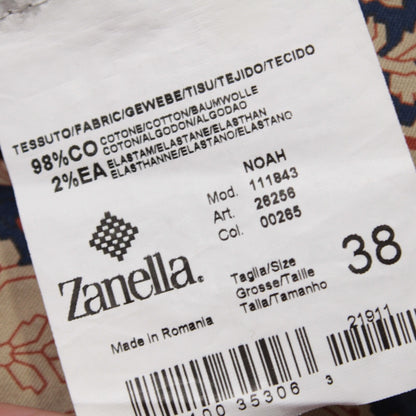 TESSUTO/FABRIC/GEWEBE/TISU/TEJIDO/TECIDO
98%CO COTONE/COTTON/BAUMWOLLE
COTON/ALGODON/ALGODAO
2%EA ELASTAM/ELASTANE/ELASTHAN
ELASTHANNE/ELASTANO/ELASTANO
NOAH
Mod. 111843
Art. 26256
Col. 00265
Zanella
Taglia/Size
Grosse/Taille
Talla/Tamanho
38
Made in Romania
21911
100 35306 3